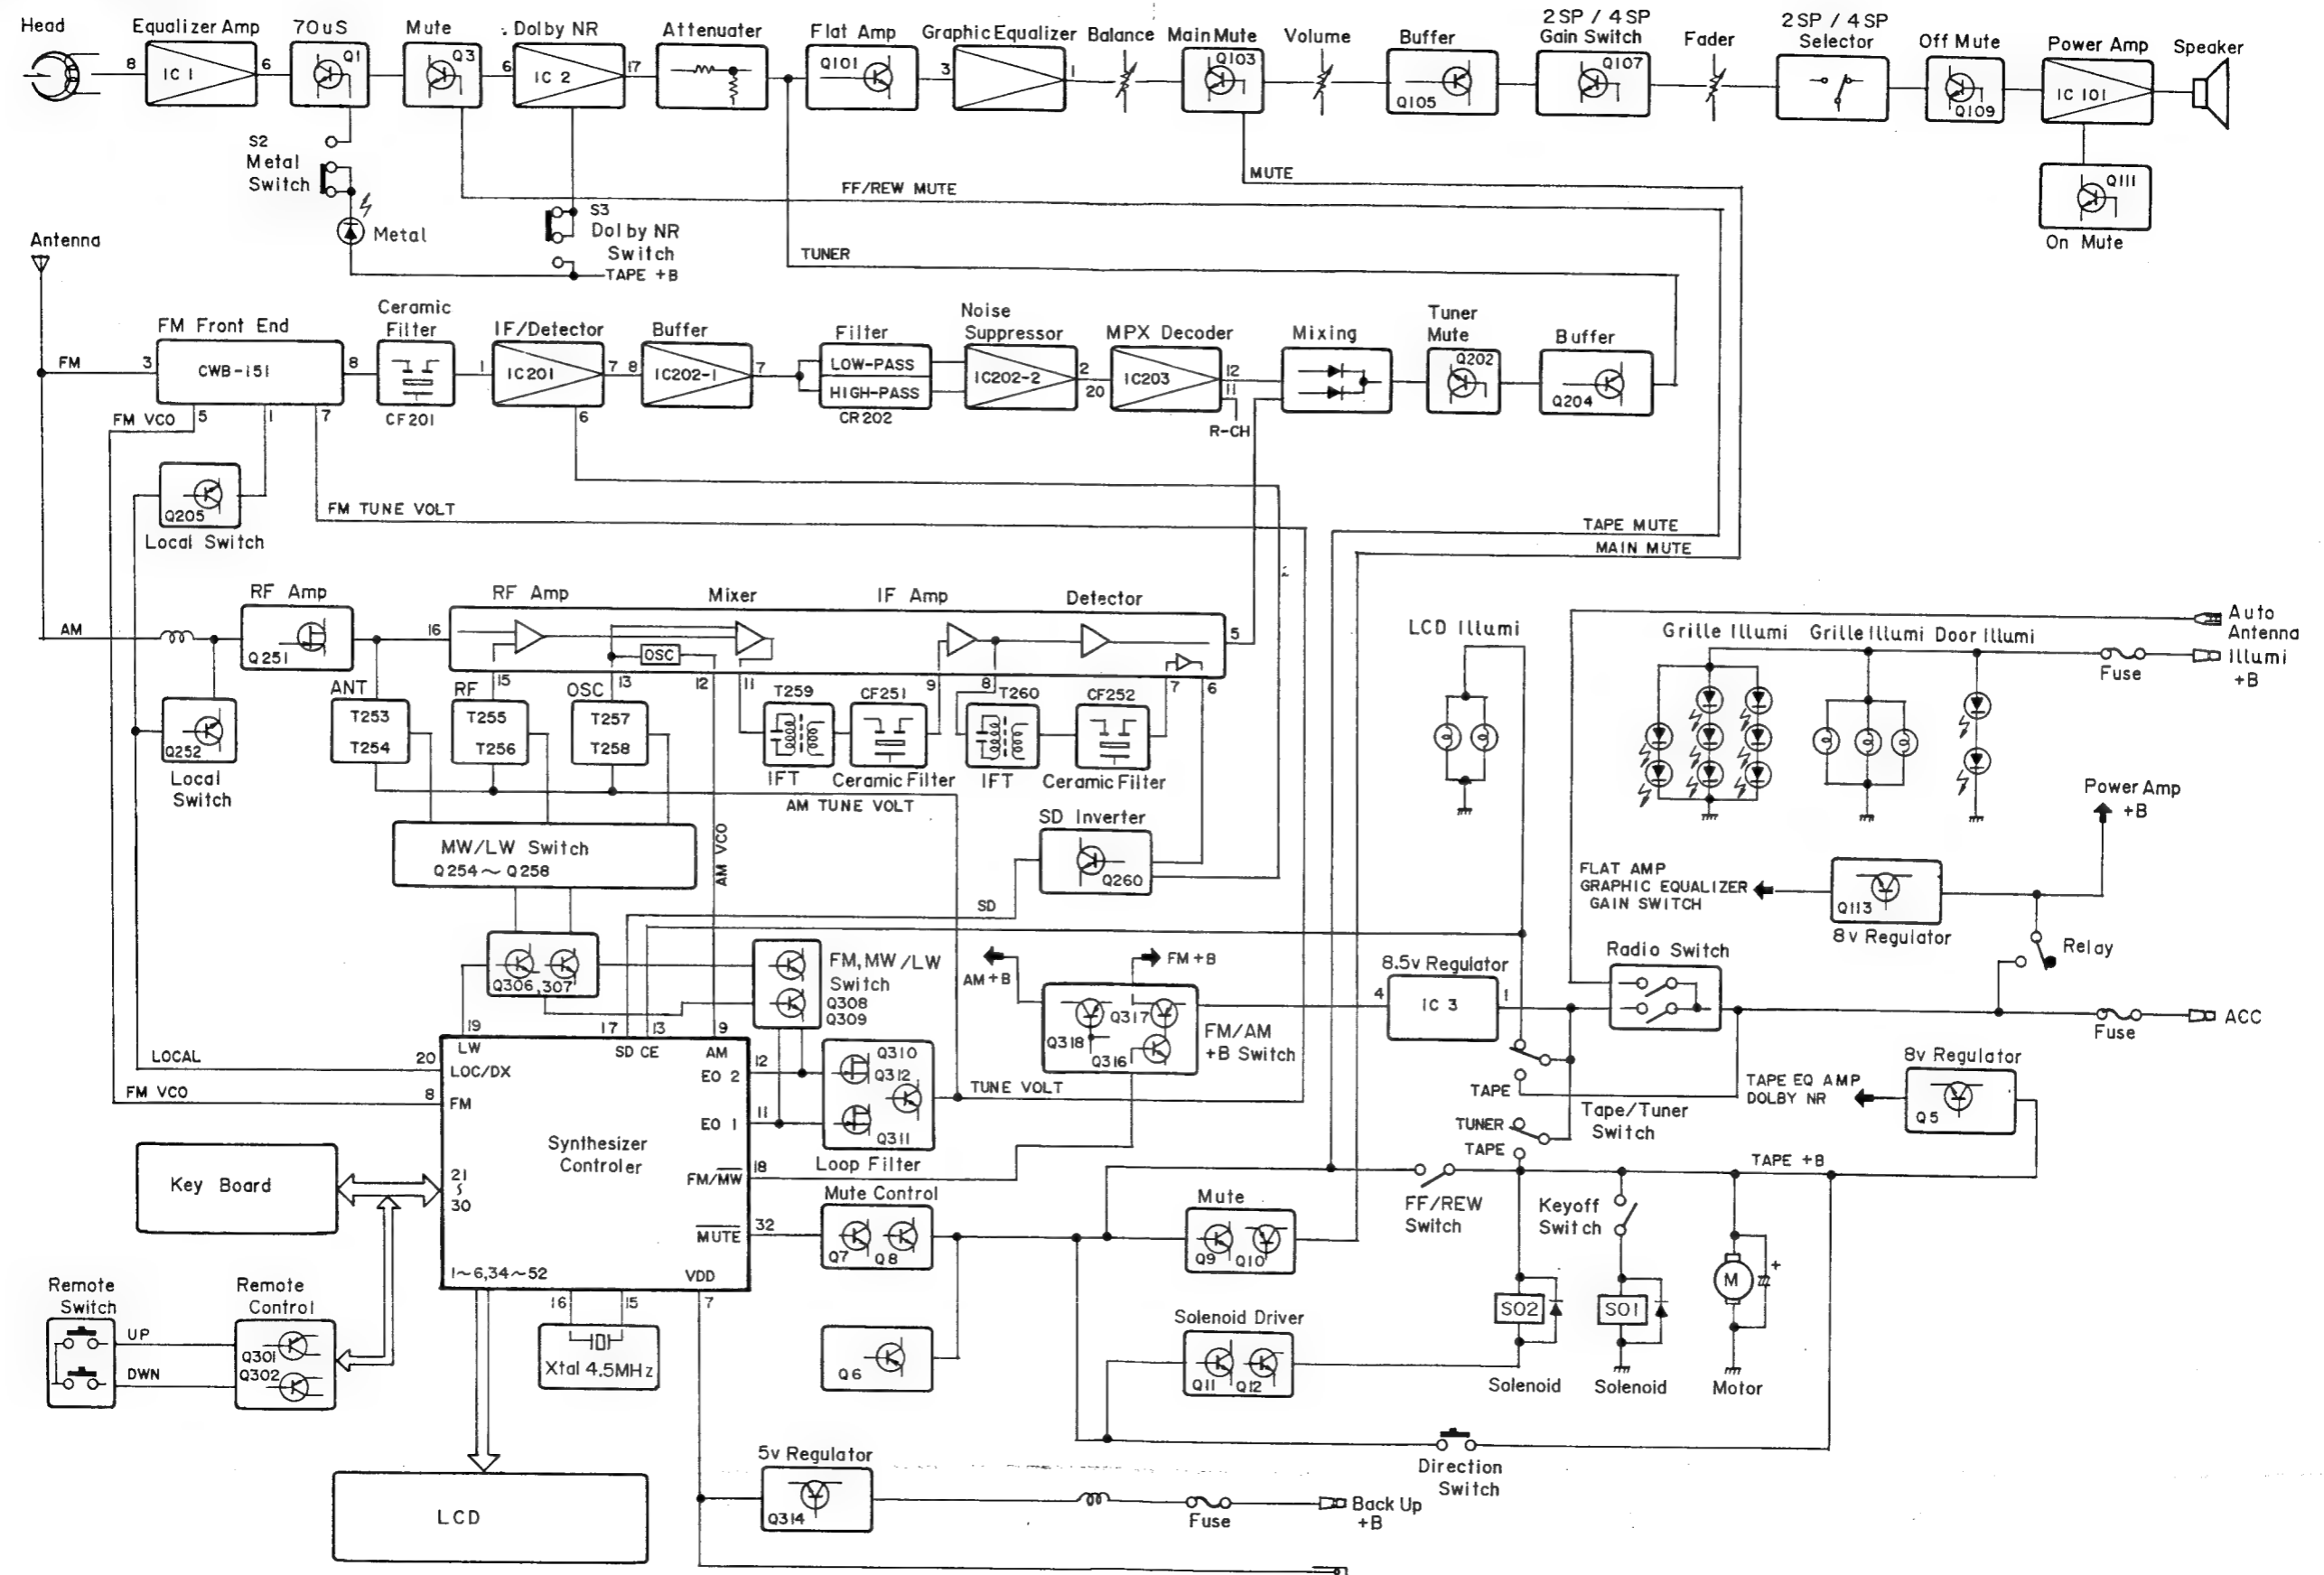 Head
Equalizer Amp
70uS
Mute
Dolby NR
Attenuater
Flat Amp
Graphic Equalizer
Balance
Main Mute
Volume
Buffer
2SP / 4SP
Gain Switch
Fader
2SP / 4SP
Selector
Off Mute
Power Amp
Speaker
8
IC 1
6
Q1
Q3
6
IC 2
17
Q101
3
1
Q103
Q105
Q107
Q109
IC 101
Q111
On Mute
S2
Metal
Switch
Metal
FF/REW MUTE
MUTE
S3
Dolby NR
Switch
TAPE +B
TUNER
Antenna
FM
FM Front End
3
CWB-151
8
5
1
7
FM VCO
Ceramic
Filter
CF201
IF/Detector
1
IC201
7
6
Buffer
8
IC202-1
7
Filter
LOW-PASS
HIGH-PASS
CR202
Noise
Suppressor
IC202-2
2
20
MPX Decoder
IC203
12
11
R-CH
Mixing
Tuner
Mute
Q202
Buffer
Q204
Q205
Local Switch
FM TUNE VOLT
TAPE MUTE
MAIN MUTE
AM
RF Amp
Q251
Q252
Local
Switch
RF Amp
Mixer
IF Amp
Detector
16
OSC
5
15
13
12
11
9
8
7
6
ANT
T253
T254
RF
T255
T256
OSC
T257
T258
T259
IFT
CF251
Ceramic Filter
T260
IFT
CF252
Ceramic Filter
AM TUNE VOLT
AM VCO
MW/LW Switch
Q254～Q258
SD Inverter
Q260
SD
LCD Illumi
Grille Illumi
Grille Illumi
Door Illumi
Auto
Antenna
Illumi
+B
Fuse
Power Amp
+B
FLAT AMP
GRAPHIC EQUALIZER
GAIN SWITCH
Q113
8v Regulator
Relay
Q306,307
FM,MW/LW
Switch
Q308
Q309
AM+B
FM+B
Q317
Q318
Q316
FM/AM
+B Switch
8.5v Regulator
4
IC 3
1
Radio Switch
Fuse
ACC
TAPE
TUNER
TAPE
Tape/Tuner
Switch
TAPE EQ AMP
DOLBY NR
8v Regulator
Q5
TAPE +B
LOCAL
FM VCO
19
17
13
9
LW
SD
CE
AM
20
LOC/DX
8
FM
12
EO 2
11
EO 1
Synthesizer
Controler
21
30
18
FM/MW
32
MUTE
1～6,34～52
VDD
16
15
7
Q310
Q312
Q311
Loop Filter
TUNE VOLT
Mute Control
Q7
Q8
Q6
Mute
Q9
Q10
Solenoid Driver
Q11
Q12
FF/REW
Switch
Keyoff
Switch
SO2
SO1
M
+
Solenoid
Solenoid
Motor
Direction
Switch
Key Board
Remote
Switch
UP
DWN
Remote
Control
Q301
Q302
Xtal 4.5MHz
LCD
5v Regulator
Q314
Fuse
Back Up
+B